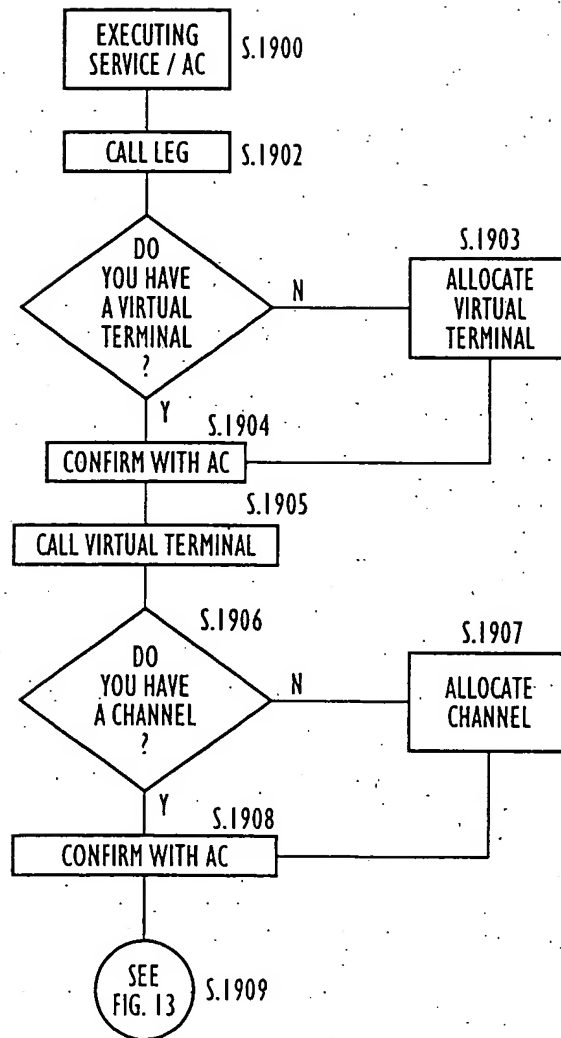 EXECUTING
SERVICE / AC
S.1900
CALL LEG
S.1902
DO
YOU HAVE
A VIRTUAL
TERMINAL
?
N
S.1903
ALLOCATE
VIRTUAL
TERMINAL
Y
S.1904
CONFIRM WITH AC
S.1905
CALL VIRTUAL TERMINAL
S.1906
DO
YOU HAVE
A CHANNEL
?
N
S.1907
ALLOCATE
CHANNEL
Y
S.1908
CONFIRM WITH AC
SEE
FIG. 13
S.1909